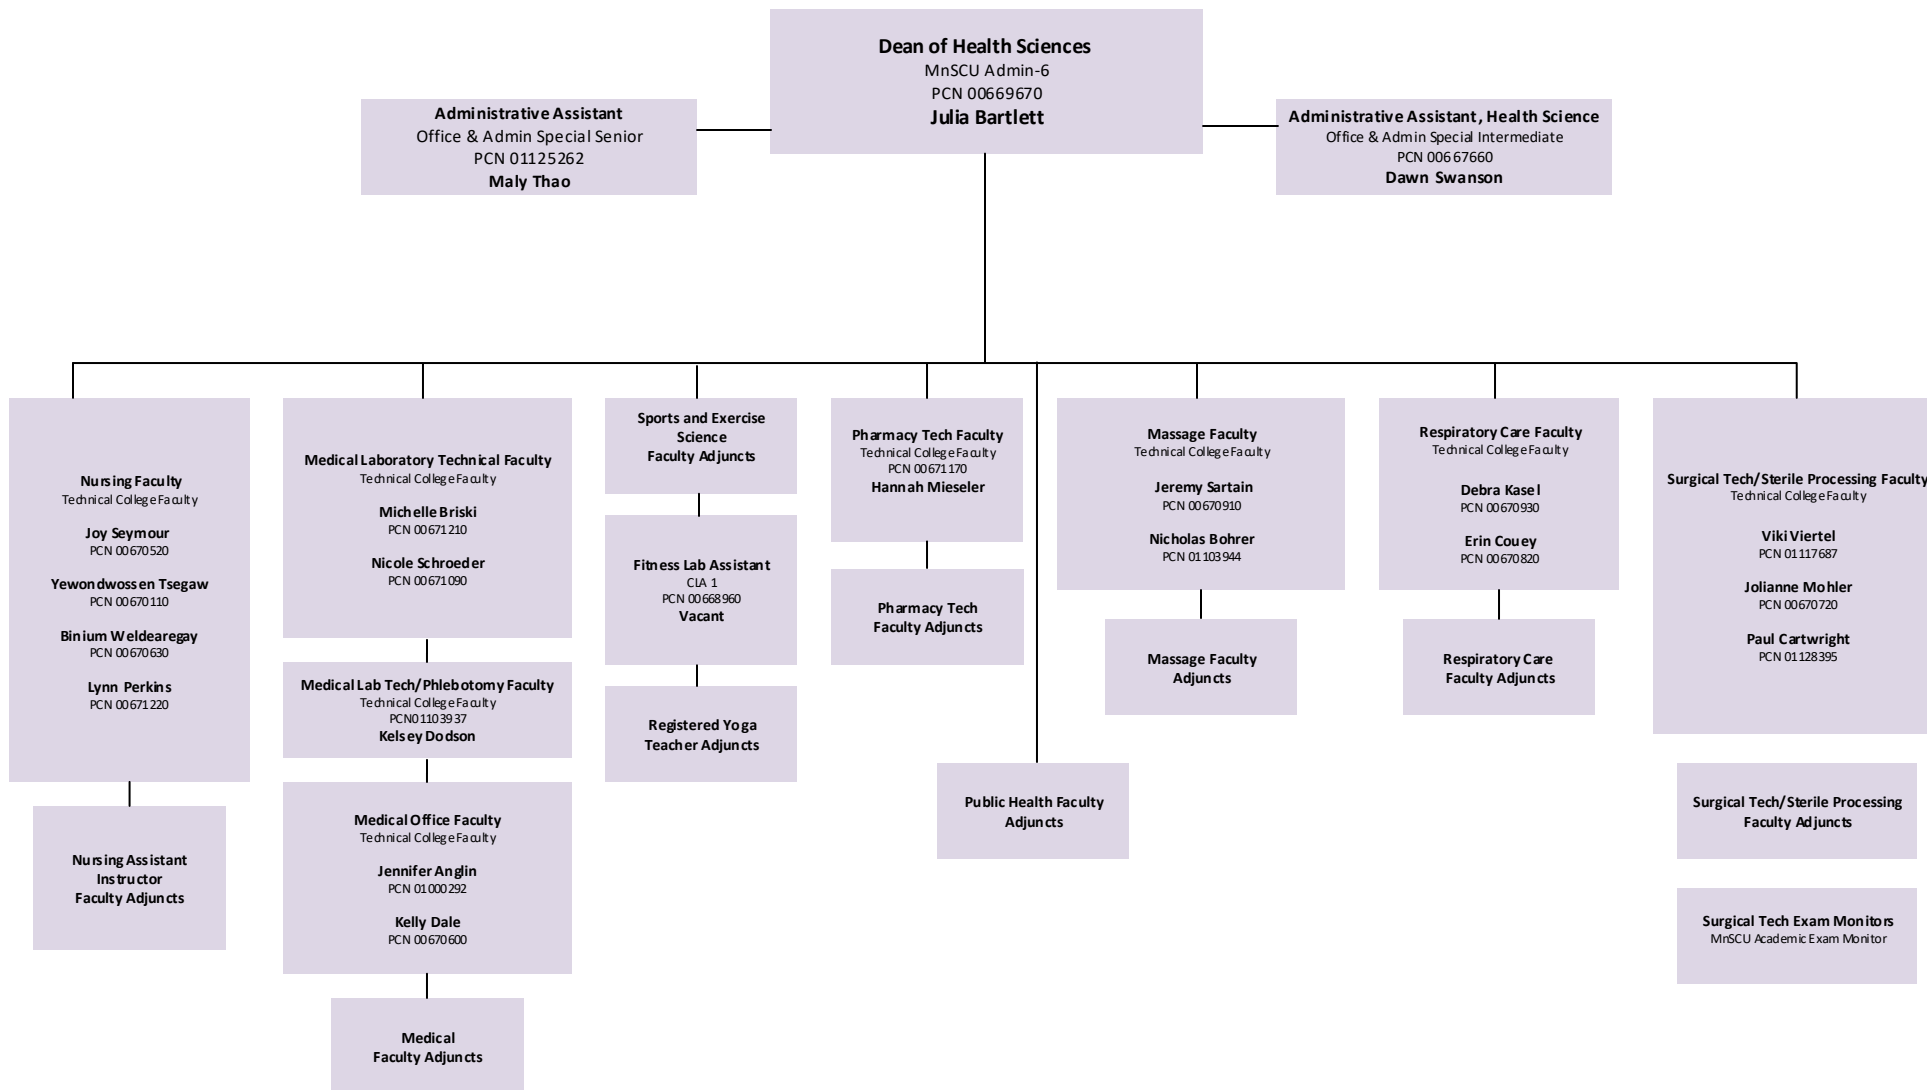 Dean of Health Sciences
MnSCU Admin-6
PCN 00669670
Julia Bartlett
Administrative Assistant
Office & Admin Special Senior
PCN 01125262
Maly Thao
Administrative Assistant, Health Science
Office & Admin Special Intermediate
PCN 00667660
Dawn Swanson
Nursing Faculty
Technical College Faculty
Joy Seymour
PCN 00670520
Yewondwossen Tsegaw
PCN 00670110
Binium Weldearegay
PCN 00670630
Lynn Perkins
PCN 00671220
Nursing Assistant
Instructor
Faculty Adjuncts
Medical Laboratory Technical Faculty
Technical College Faculty
Michelle Briski
PCN 00671210
Nicole Schroeder
PCN 00671090
Medical Lab Tech/Phlebotomy Faculty
Technical College Faculty
PCN01103937
Kelsey Dodson
Medical Office Faculty
Technical College Faculty
Jennifer Anglin
PCN 01000292
Kelly Dale
PCN 00670600
Medical
Faculty Adjuncts
Sports and Exercise
Science
Faculty Adjuncts
Fitness Lab Assistant
CLA 1
PCN 00668960
Vacant
Registered Yoga
Teacher Adjuncts
Pharmacy Tech Faculty
Technical College Faculty
PCN 00671170
Hannah Mieseler
Pharmacy Tech
Faculty Adjuncts
Public Health Faculty
Adjuncts
Massage Faculty
Technical College Faculty
Jeremy Sartain
PCN 00670910
Nicholas Bohrer
PCN 01103944
Massage Faculty
Adjuncts
Respiratory Care Faculty
Technical College Faculty
Debra Kasel
PCN 00670930
Erin Couey
PCN 00670820
Respiratory Care
Faculty Adjuncts
Surgical Tech/Sterile Processing Faculty
Technical College Faculty
Viki Viertel
PCN 01117687
Jolianne Mohler
PCN 00670720
Paul Cartwright
PCN 01128395
Surgical Tech/Sterile Processing
Faculty Adjuncts
Surgical Tech Exam Monitors
MnSCU Academic Exam Monitor